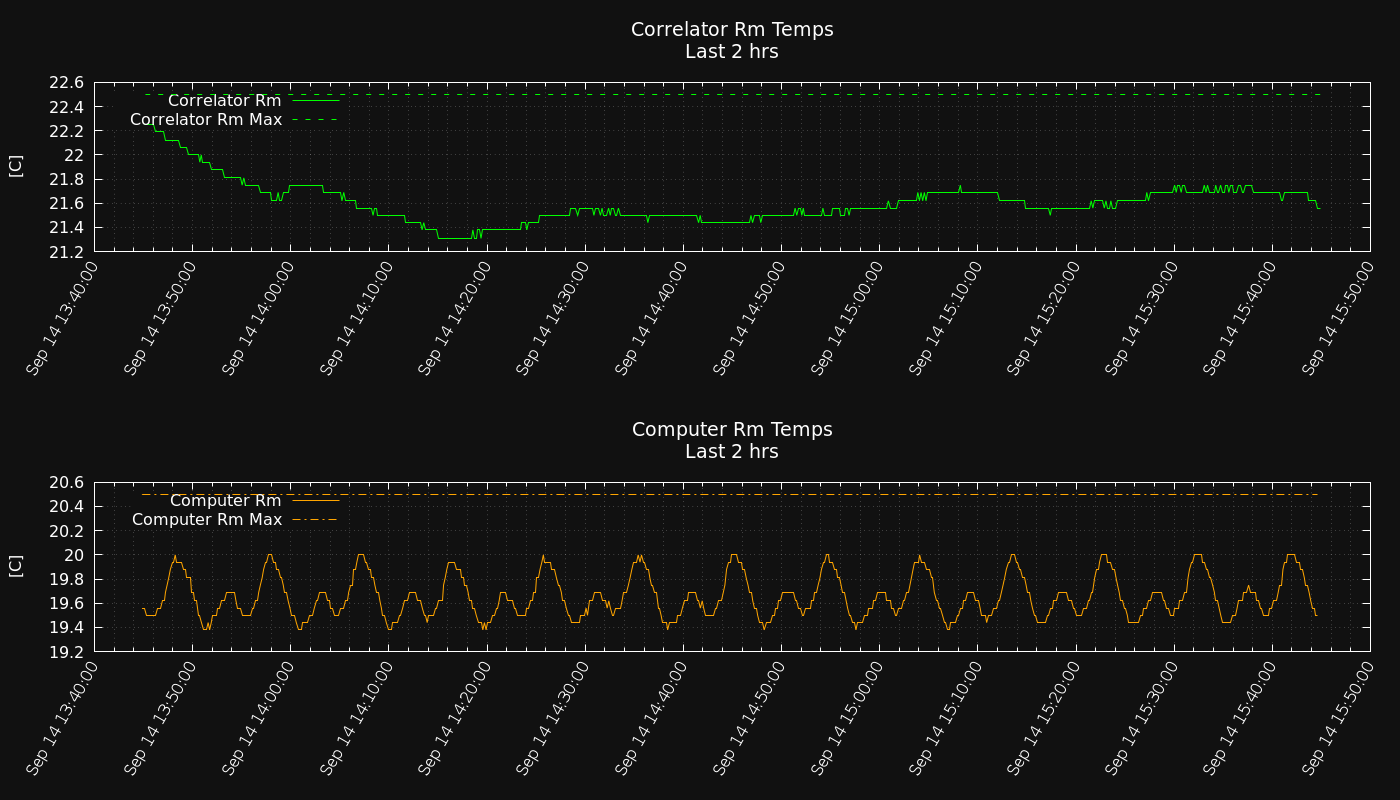 Correlator Rm Temps
Last 2 hrs
22.6
22.4
22.2
22
21.8
21.6
21.4
21.2
[C]
Correlator Rm
Correlator Rm Max
Sep 14 13:40:00
Sep 14 13:50:00
Sep 14 14:00:00
Sep 14 14:10:00
Sep 14 14:20:00
Sep 14 14:30:00
Sep 14 14:40:00
Sep 14 14:50:00
Sep 14 15:00:00
Sep 14 15:10:00
Sep 14 15:20:00
Sep 14 15:30:00
Sep 14 15:40:00
Sep 14 15:50:00
Computer Rm Temps
Last 2 hrs
20.6
20.4
20.2
20
19.8
19.6
19.4
19.2
[C]
Computer Rm
Computer Rm Max
Sep 14 13:40:00
Sep 14 13:50:00
Sep 14 14:00:00
Sep 14 14:10:00
Sep 14 14:20:00
Sep 14 14:30:00
Sep 14 14:40:00
Sep 14 14:50:00
Sep 14 15:00:00
Sep 14 15:10:00
Sep 14 15:20:00
Sep 14 15:30:00
Sep 14 15:40:00
Sep 14 15:50:00